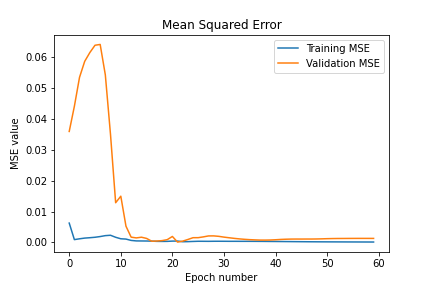 Mean Squared Error
Training MSE
Validation MSE
MSE value
0.06
0.05
0.04
0.03
0.02
0.01
0.00
0 10 20 30 40 50 60
Epoch number